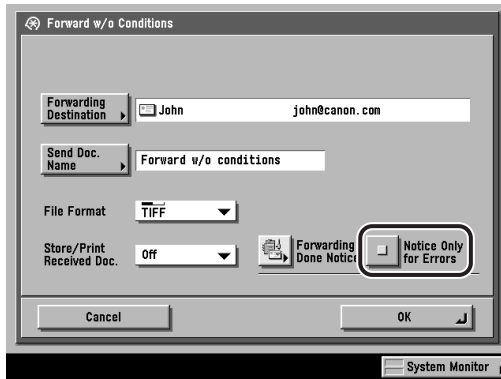 Forward w/o Conditions
Forwarding
Destination
John john@canon.com
Send Doc.
Name
Forward w/o conditions
File Format
TIFF
Store/Print
Received Doc.
Off
Forwarding
Done Notice
Notice Only
for Errors
Cancel
OK
System Monitor